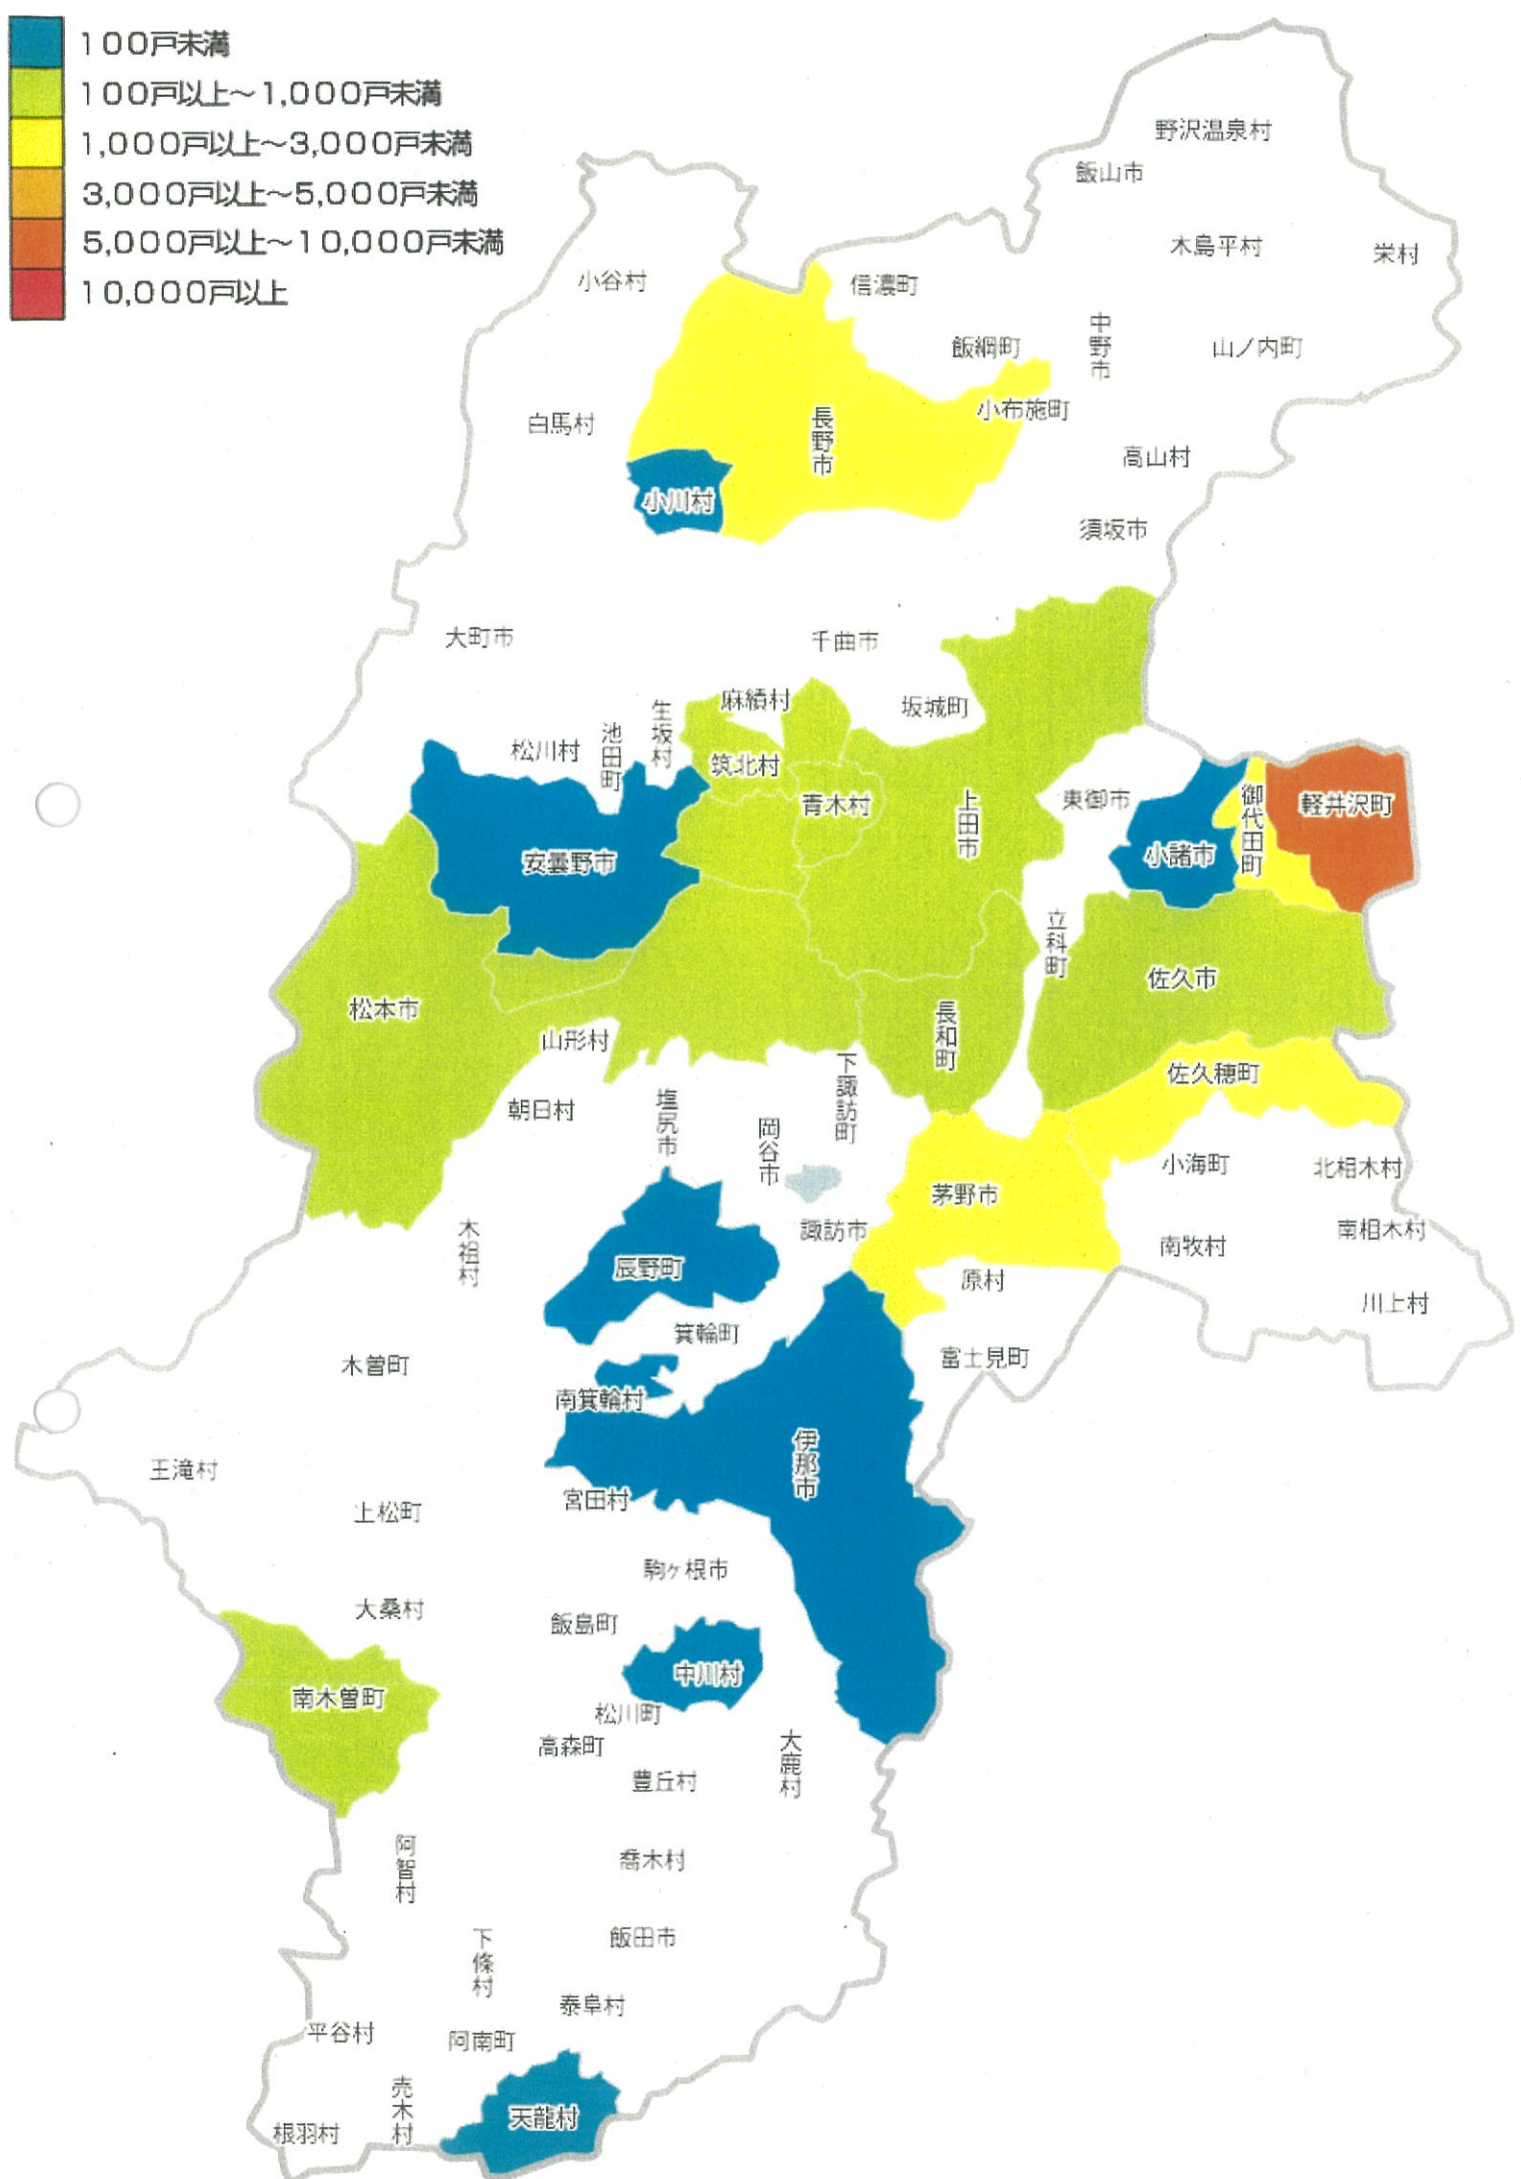 100戸未満
100戸以上～1,000戸未満
1,000戸以上～3,000戸未満
3,000戸以上～5,000戸未満
5,000戸以上～10,000戸未満
10,000戸以上
野沢温泉村
飯山市
木島平村
栄村
小谷村
信濃町
中野市
飯綱町
山ノ内町
小布施町
白馬村
長野市
高山村
小川村
須坂市
大町市
千曲市
麻績村
坂城町
生坂村
池田町
松川村
筑北村
青木村
上田市
東御市
御代田町
軽井沢町
小諸市
安曇野市
立科町
佐久市
松本市
長和町
山形村
佐久穂町
下諏訪町
朝日村
塩尻市
岡谷市
小海町
北相木村
茅野市
諏訪市
南相木村
木祖村
南牧村
辰野町
原村
川上村
箕輪町
富士見町
木曽町
南箕輪村
伊那市
王滝村
宮田村
上松町
駒ヶ根市
大桑村
飯島町
中川村
南木曽町
松川町
高森町
大鹿村
豊丘村
阿智村
喬木村
飯田市
下條村
泰阜村
平谷村
阿南町
売木村
天龍村
根羽村